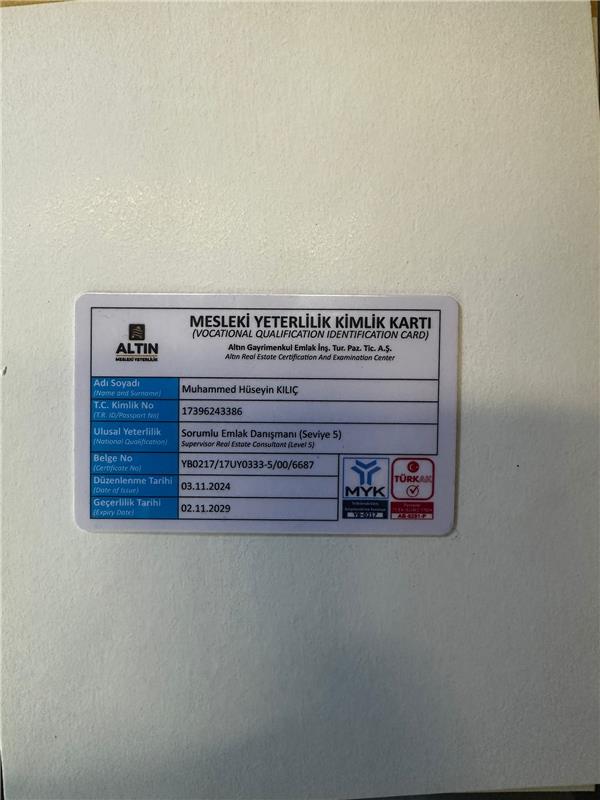 MESLEKİ YETERLİLİK KİMLİK KARTI
(VOCATIONAL QUALIFICATION IDENTIFICATION CARD)
Altın Gayrimenkul Emlak İnş. Tur. Paz. Tic. A.Ş.
Altın Real Estate Certification And Examination Center
ALTIN
MESLEKİ YETERLİLİK
Adı Soyadı
(Name and Surname)
Muhammed Hüseyin KILIÇ
T.C. Kimlik No
(T.R. ID/Passport No)
17396243386
Ulusal Yeterlilik
(National Qualification)
Sorumlu Emlak Danışmanı (Seviye 5)
Supervisor Real Estate Consultant (Level 5)
Belge No
(Certificate No)
YB0217/17UY0333-5/00/6687
Düzenlenme Tarihi
(Date of Issue)
03.11.2024
Geçerlilik Tarihi
(Expiry Date)
02.11.2029
MYK
YB-0217
TÜRKAK